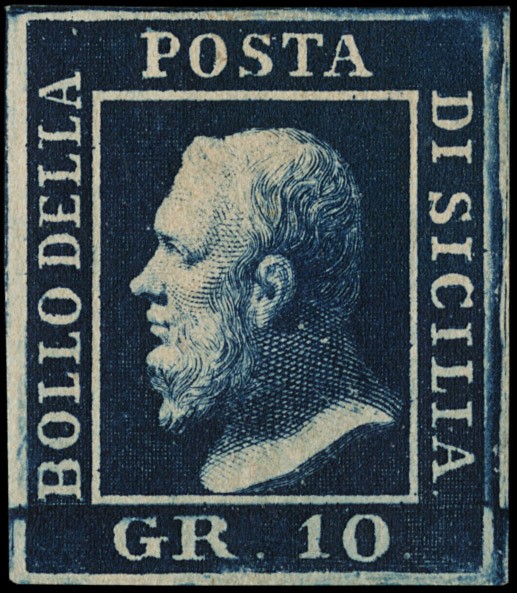 BOLLO DELLA
POSTA
DI SICILIA
GR. 10